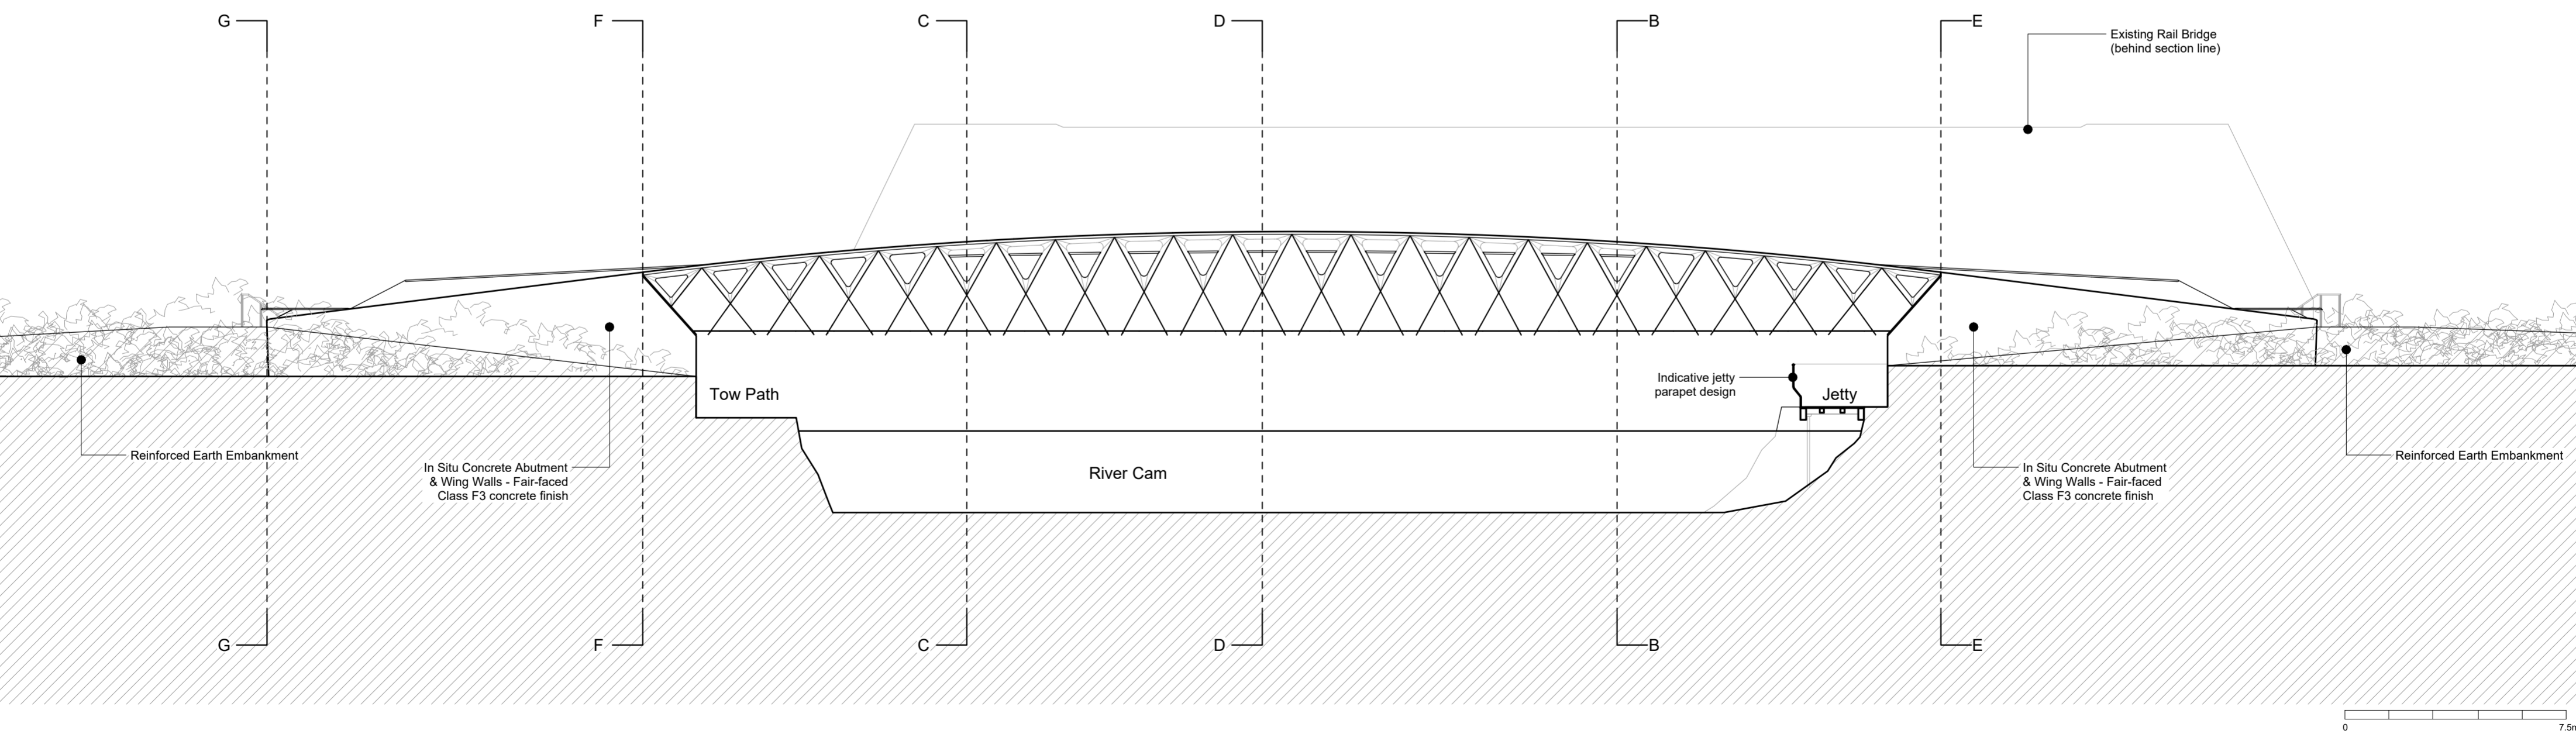 G
F
C
D
B
E
Existing Rail Bridge
(behind section line)
Indicative jetty
parapet design
Tow Path
Jetty
Reinforced Earth Embankment
In Situ Concrete Abutment
& Wing Walls - Fair-faced
Class F3 concrete finish
River Cam
In Situ Concrete Abutment
& Wing Walls - Fair-faced
Class F3 concrete finish
Reinforced Earth Embankment
G
F
C
D
B
E
0
7.5m